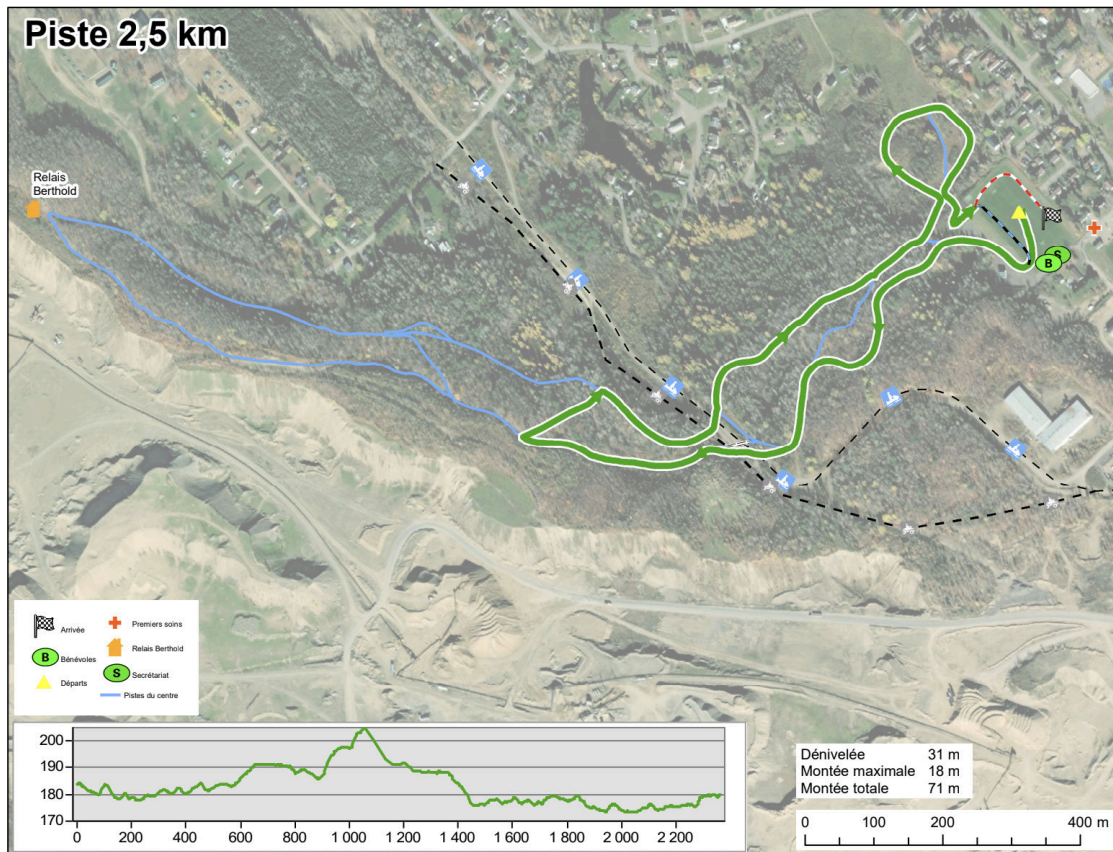 Piste 2,5 km
Relais
Berthold
S
B
Arrivée
Premiers soins
Relais Berthold
B
Bénévoles
S
Secrétariat
Départs
Pistes du centre
200
190
180
170
0
200
400
600
800
1 000
1 200
1 400
1 600
1 800
2 000
2 200
Dénivelée 31 m
Montée maximale 18 m
Montée totale 71 m
0 100 200 400 m